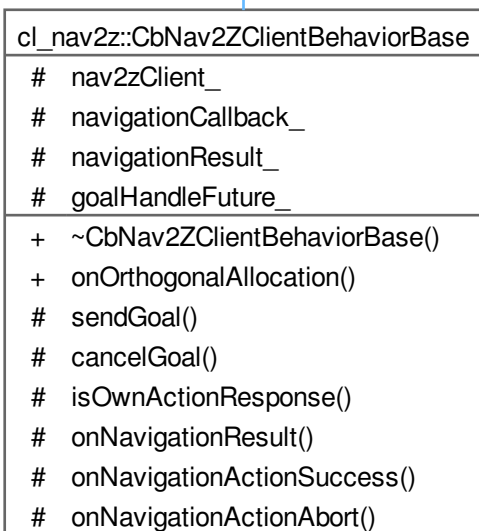 cl_nav2z::CbNav2ZClientBehaviorBase
# nav2zClient_
# navigationCallback_
# navigationResult_
# goalHandleFuture_
+ ~CbNav2ZClientBehaviorBase()
+ onOrthogonalAllocation()
# sendGoal()
# cancelGoal()
# isOwnActionResponse()
# onNavigationResult()
# onNavigationActionSuccess()
# onNavigationActionAbort()